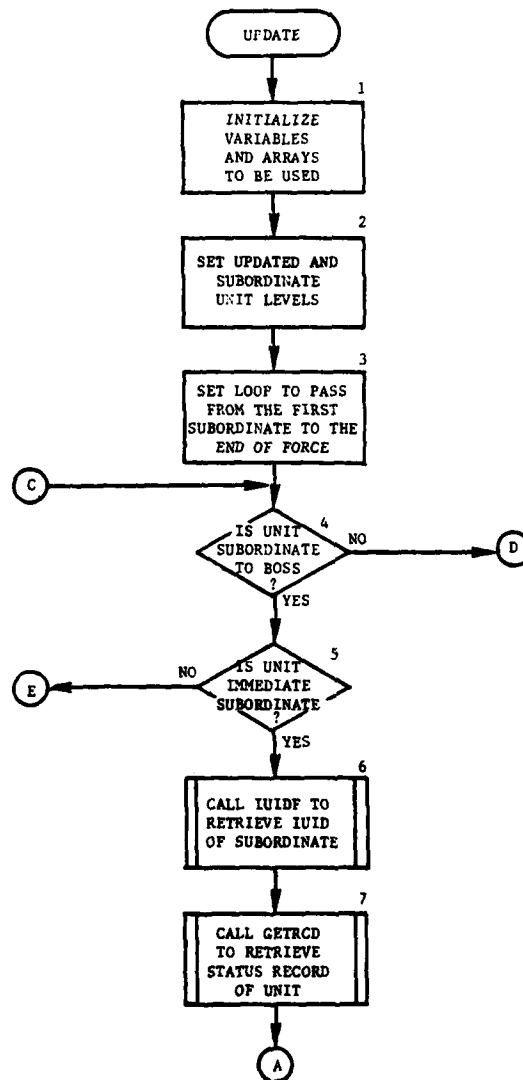 UPDATE
1
INITIALIZE
VARIABLES
AND ARRAYS
TO BE USED
2
SET UPDATED AND
SUBORDINATE
UNIT LEVELS
3
SET LOOP TO PASS
FROM THE FIRST
SUBORDINATE TO THE
END OF FORCE
C
4
IS UNIT
SUBORDINATE
TO BOSS
?
NO
D
YES
5
IS UNIT
IMMEDIATE
SUBORDINATE
?
NO
E
YES
6
CALL IUIDF TO
RETRIEVE IUID
OF SUBORDINATE
7
CALL GETRCD
TO RETRIEVE
STATUS RECORD
OF UNIT
A